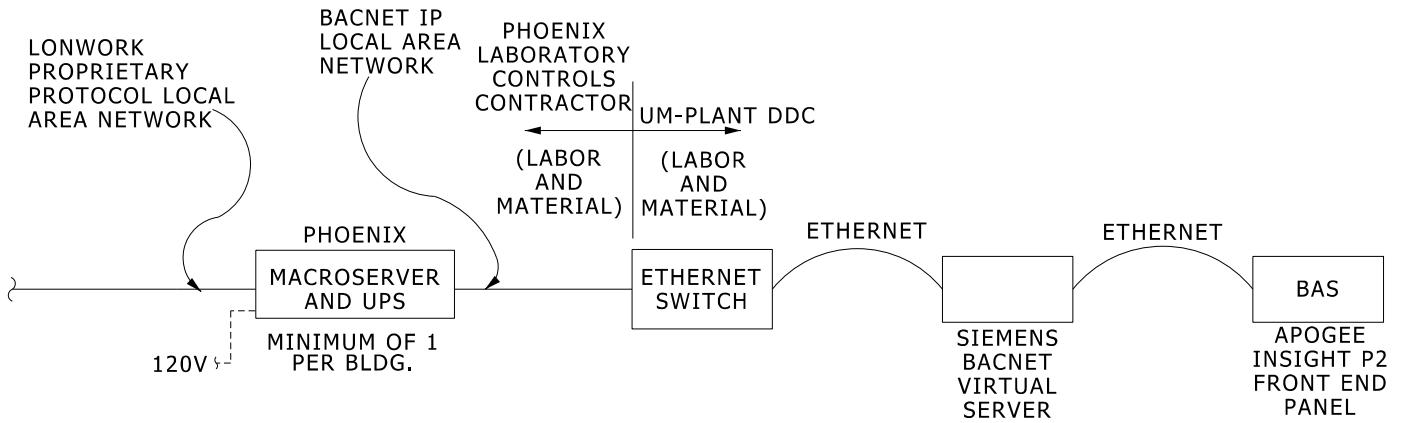 LONWORK
PROPRIETARY
PROTOCOL LOCAL
AREA NETWORK
BACNET IP
LOCAL AREA
NETWORK
PHOENIX
LABORATORY
CONTROLS
CONTRACTOR
UM-PLANT DDC
(LABOR
AND
MATERIAL)
(LABOR
AND
MATERIAL)
PHOENIX
MACROSERVER
AND UPS
MINIMUM OF 1
PER BLDG.
120V
ETHERNET
SWITCH
ETHERNET
SIEMENS
BACNET
VIRTUAL
SERVER
ETHERNET
BAS
APOGEE
INSIGHT P2
FRONT END
PANEL